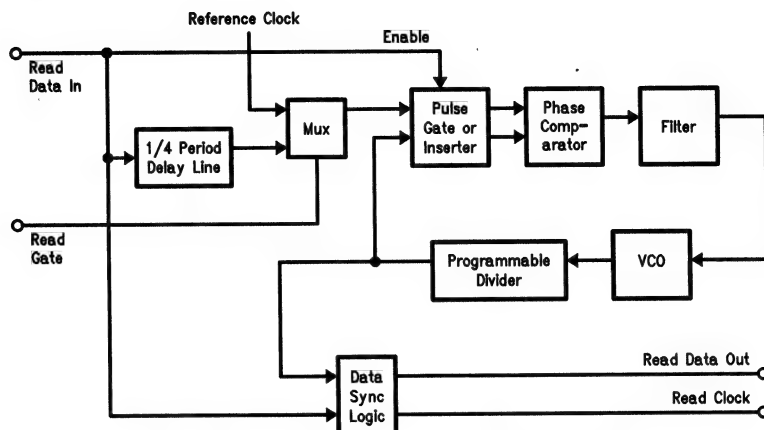 Reference Clock
Enable
Read
Data In
Mux
Pulse
Gate or
Inserter
Phase
Comp-
arator
Filter
1/4 Period
Delay Line
Read
Gate
Programmable
Divider
VCO
Data
Sync
Logic
Read Data Out
Read Clock